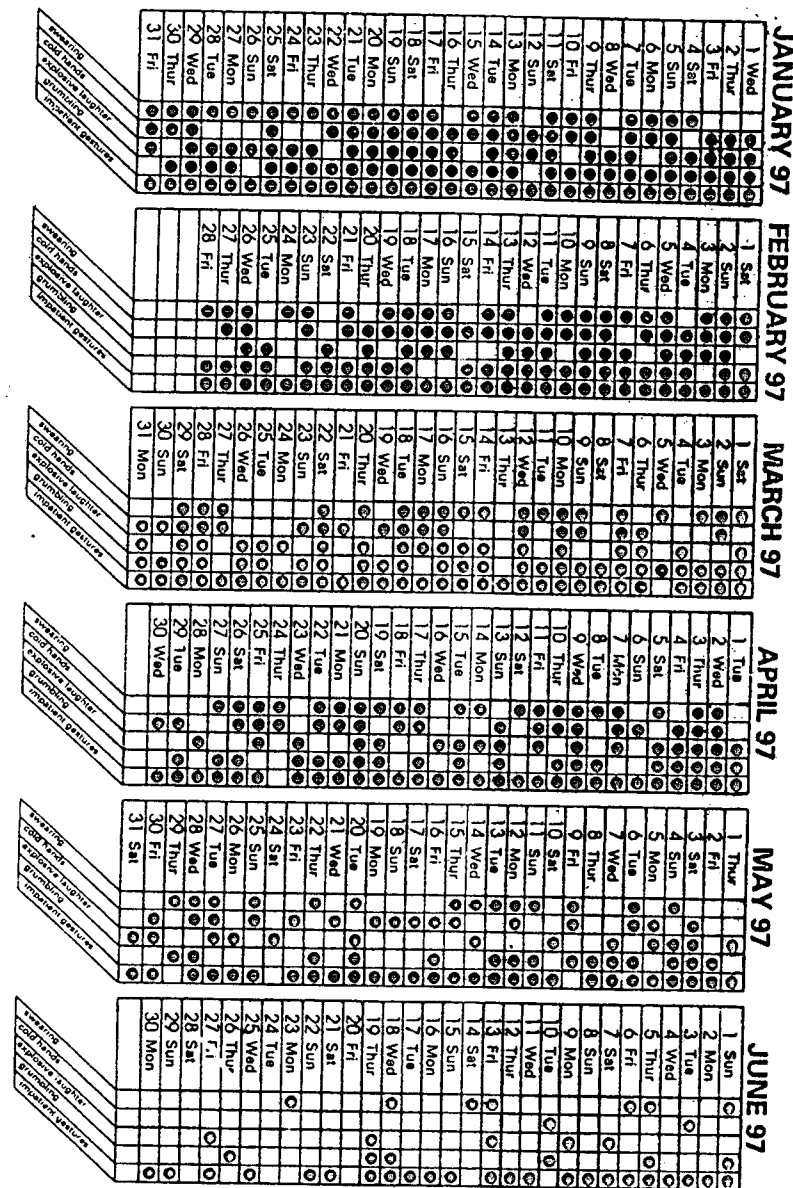 JANUARY 97
1 Wed
2 Thur
3 Fri
4 Sat
5 Sun
6 Mon
7 Tue
8 Wed
9 Thur
10 Fri
11 Sat
12 Sun
13 Mon
14 Tue
15 Wed
16 Thur
17 Fri
18 Sat
19 Sun
20 Mon
21 Tue
22 Wed
23 Thur
24 Fri
25 Sat
26 Sun
27 Mon
28 Tue
29 Wed
30 Thur
31 Fri
swearing
cold hands
explosive laughter
grumbling
impatient gestures
FEBRUARY 97
1 Sat
2 Sun
3 Mon
4 Tue
5 Wed
6 Thur
7 Fri
8 Sat
9 Sun
10 Mon
11 Tue
12 Wed
13 Thur
14 Fri
15 Sat
16 Sun
17 Mon
18 Tue
19 Wed
20 Thur
21 Fri
22 Sat
23 Sun
24 Mon
25 Tue
26 Wed
27 Thur
28 Fri
swearing
cold hands
explosive laughter
grumbling
impatient gestures
MARCH 97
1 Sat
2 Sun
3 Mon
4 Tue
5 Wed
6 Thur
7 Fri
8 Sat
9 Sun
10 Mon
11 Tue
12 Wed
13 Thur
14 Fri
15 Sat
16 Sun
17 Mon
18 Tue
19 Wed
20 Thur
21 Fri
22 Sat
23 Sun
24 Mon
25 Tue
26 Wed
27 Thur
28 Fri
29 Sat
30 Sun
31 Mon
swearing
cold hands
explosive laughter
grumbling
impatient gestures
APRIL 97
1 Tue
2 Wed
3 Thur
4 Fri
5 Sat
6 Sun
7 Mon
8 Tue
9 Wed
10 Thur
11 Fri
12 Sat
13 Sun
14 Mon
15 Tue
16 Wed
17 Thur
18 Fri
19 Sat
20 Sun
21 Mon
22 Tue
23 Wed
24 Thur
25 Fri
26 Sat
27 Sun
28 Mon
29 Tue
30 Wed
swearing
cold hands
explosive laughter
grumbling
impatient gestures
MAY 97
1 Thur
2 Fri
3 Sat
4 Sun
5 Mon
6 Tue
7 Wed
8 Thur.
9 Fri
10 Sat
11 Sun
12 Mon
13 Tue
14 Wed
15 Thur
16 Fri
17 Sat
18 Sun
19 Mon
20 Tue
21 Wed
22 Thur
23 Fri
24 Sat
25 Sun
26 Mon
27 Tue
28 Wed
29 Thur
30 Fri
31 Sat
swearing
cold hands
explosive laughter
grumbling
impatient gestures
JUNE 97
1 Sun
2 Mon
3 Tue
4 Wed
5 Thur
6 Fri
7 Sat
8 Sun
9 Mon
10 Tue
11 Wed
12 Thur
13 Fri
14 Sat
15 Sun
16 Mon
17 Tue
18 Wed
19 Thur
20 Fri
21 Sat
22 Sun
23 Mon
24 Tue
25 Wed
26 Thur
27 Fri
28 Sat
29 Sun
30 Mon
swearing
cold hands
explosive laughter
grumbling
impatient gestures